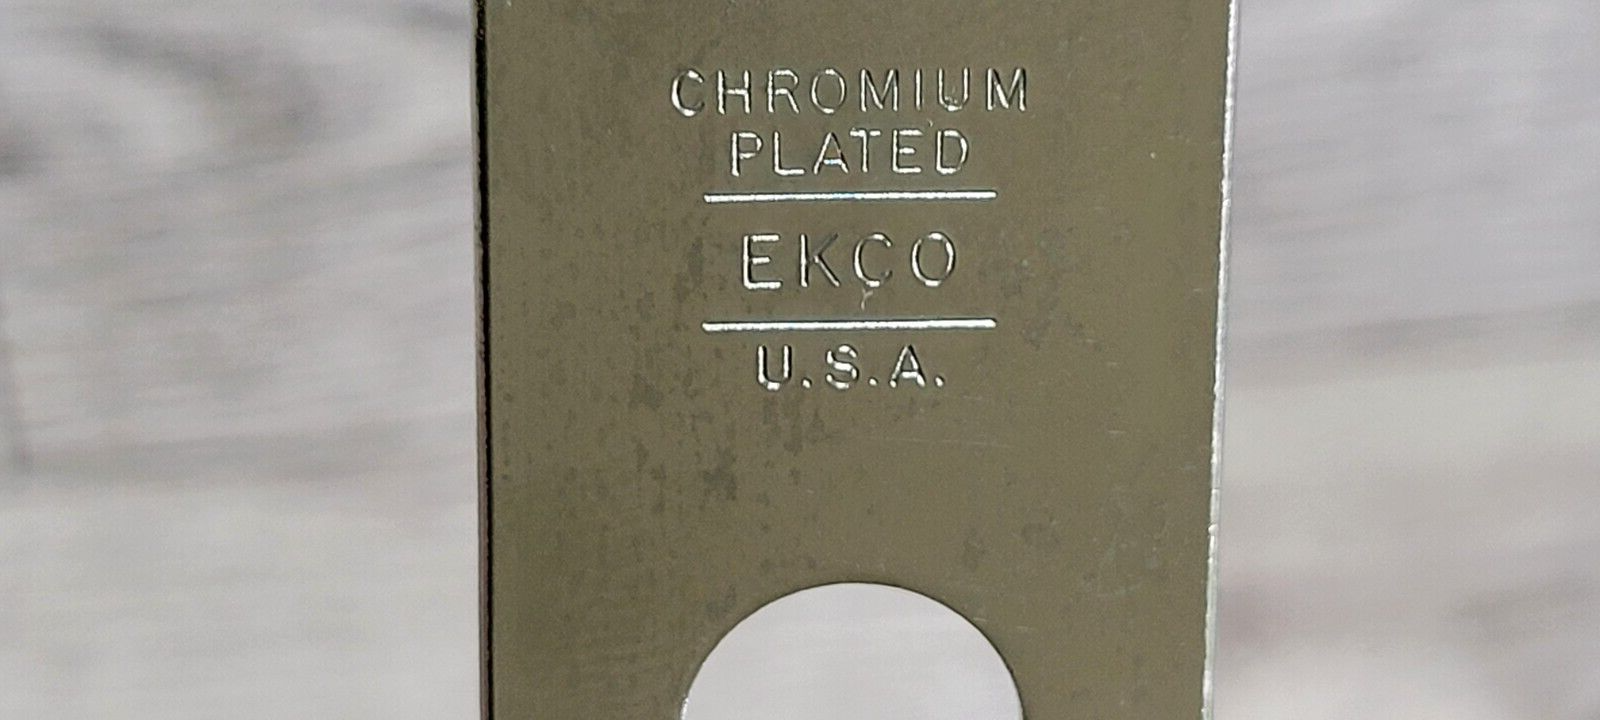 CHROMIUM
PLATED
EKCO
U.S.A.